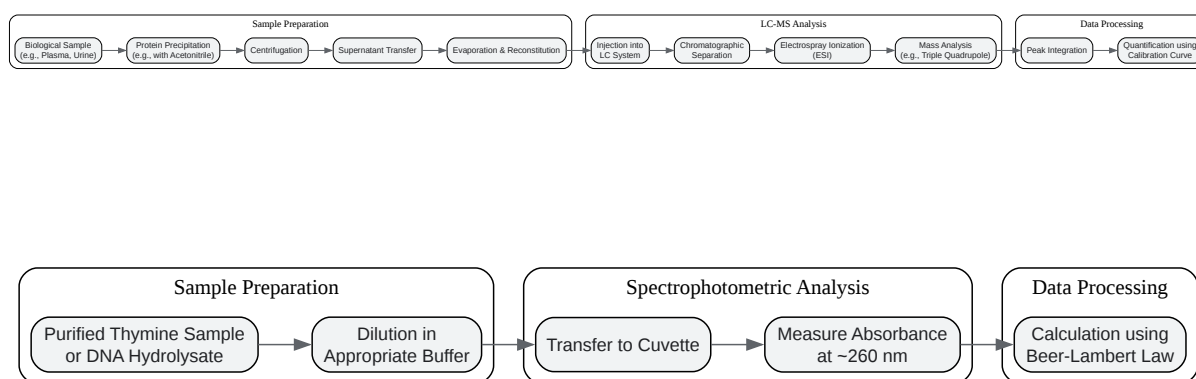 Sample Preparation
LC-MS Analysis
Data Processing
Biological Sample
(e.g., Plasma, Urine)
Protein Precipitation
(e.g., with Acetonitrile)
Centrifugation
Supernatant Transfer
Evaporation & Reconstitution
Injection into
LC System
Chromatographic
Separation
Electrospray Ionization
(ESI)
Mass Analysis
(e.g., Triple Quadrupole)
Peak Integration
Quantification using
Calibration Curve
Sample Preparation
Spectrophotometric Analysis
Data Processing
Purified Thymine Sample
or DNA Hydrolysate
Dilution in
Appropriate Buffer
Transfer to Cuvette
Measure Absorbance
at ~260 nm
Calculation using
Beer-Lambert Law